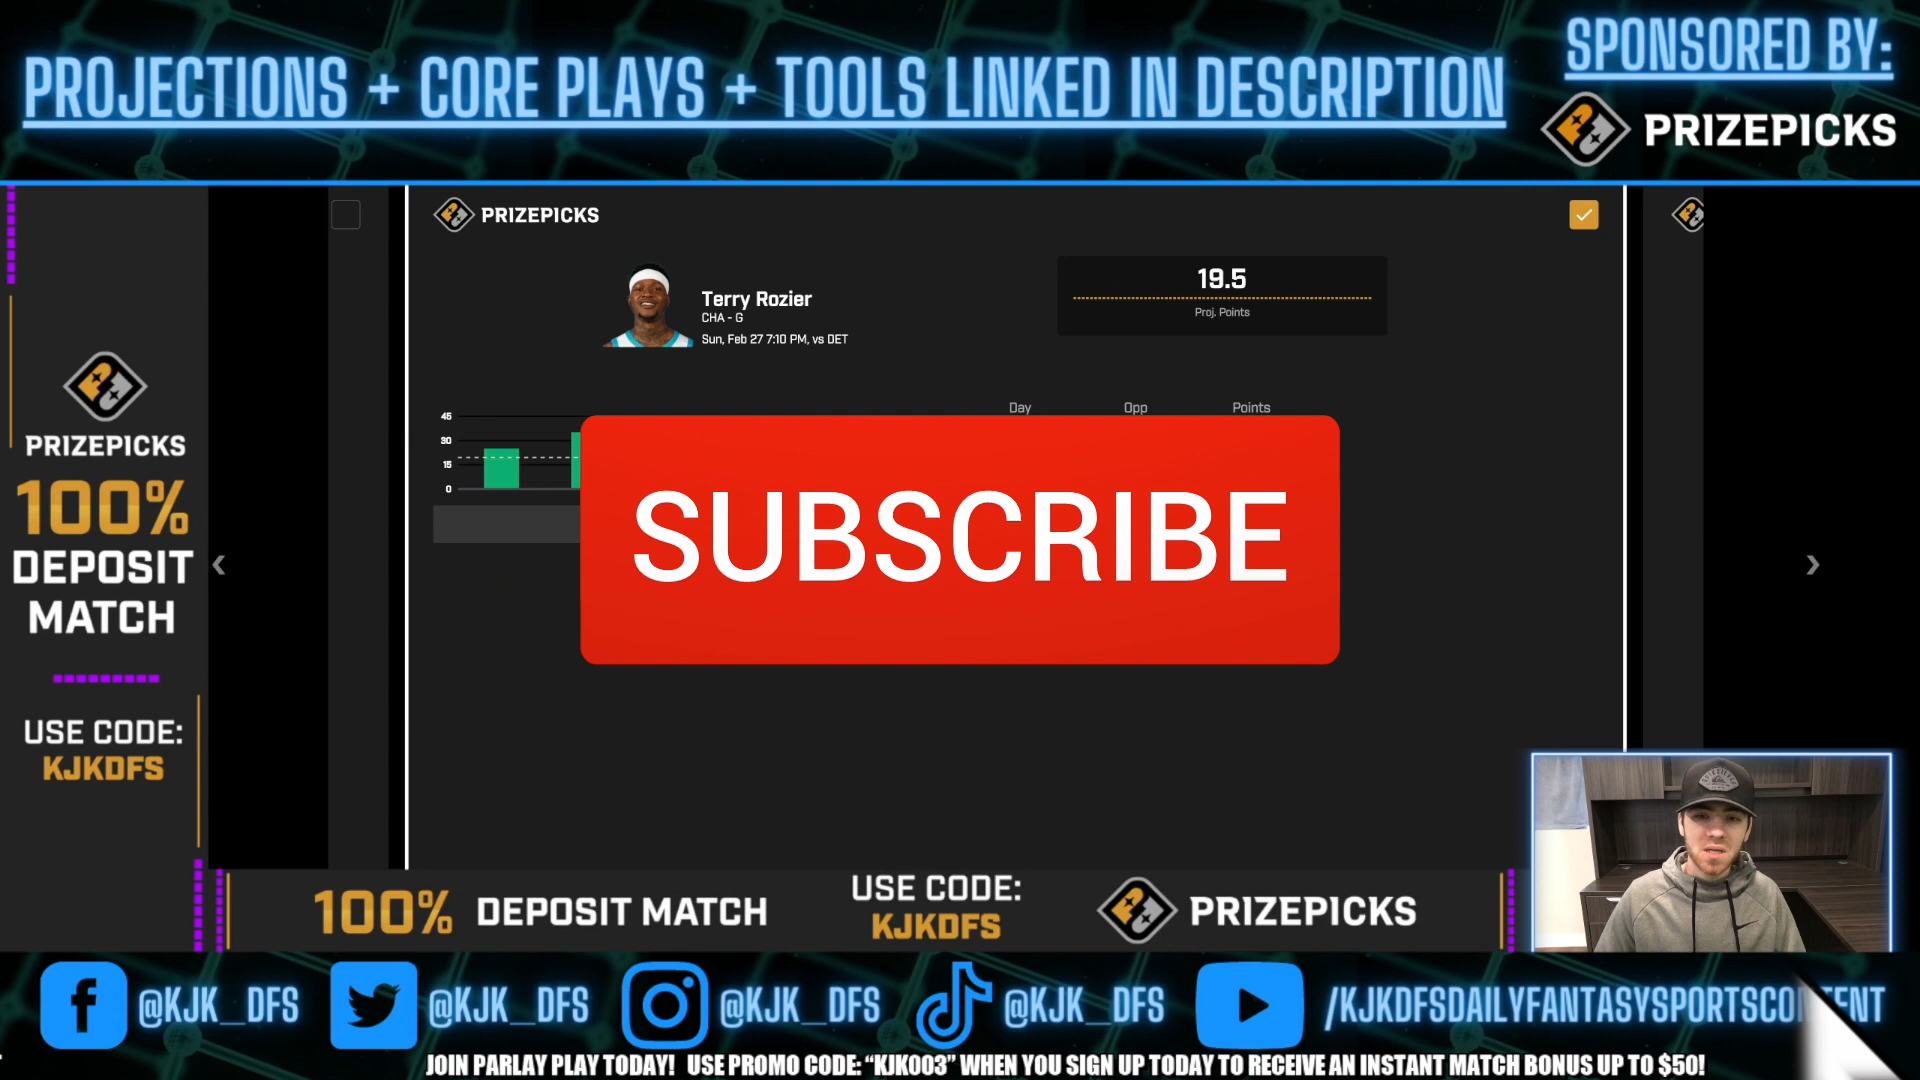 PROJECTIONS + CORE PLAYS + TOOLS LINKED IN DESCRIPTION
SPONSORED BY:
PRIZEPICKS
PRIZEPICKS
Terry Rozier
CHA - G
Sun, Feb 27 7:10 PM, vs DET
19.5
Proj. Points
Day Opp Points
45
30
15
0
SUBSCRIBE
PRIZEPICKS
100%
DEPOSIT
MATCH
USE CODE:
KJKDFS
100% DEPOSIT MATCH
USE CODE:
KJKDFS
PRIZEPICKS
@KJK_DFS @KJK_DFS @KJK_DFS @KJK_DFS
JOIN PARLAY PLAY TODAY! USE PROMO CODE: “KJK003” WHEN YOU SIGN UP TODAY TO RECEIVE AN INSTANT MATCH BONUS UP TO $50!